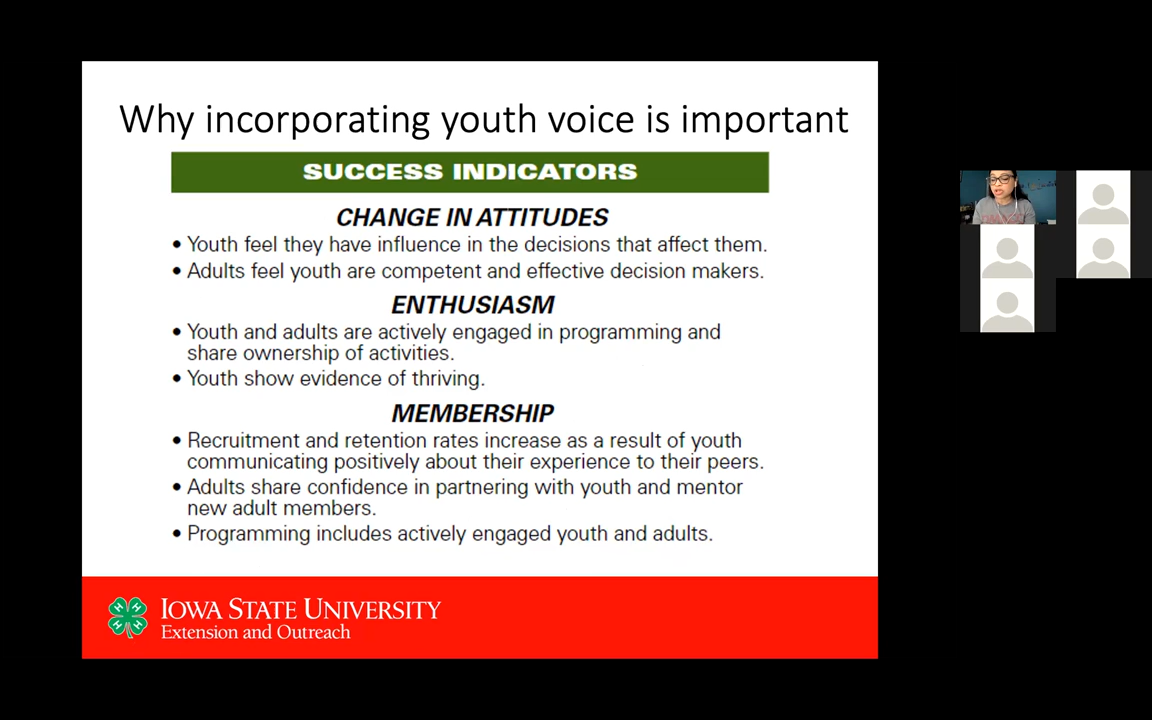 Why incorporating youth voice is important
SUCCESS INDICATORS
CHANGE IN ATTITUDES
• Youth feel they have influence in the decisions that affect them.
• Adults feel youth are competent and effective decision makers.
ENTHUSIASM
• Youth and adults are actively engaged in programming and
share ownership of activities.
• Youth show evidence of thriving.
MEMBERSHIP
• Recruitment and retention rates increase as a result of youth
communicating positively about their experience to their peers.
• Adults share confidence in partnering with youth and mentor
new adult members.
• Programming includes actively engaged youth and adults.
H H H H
IOWA STATE UNIVERSITY
Extension and Outreach